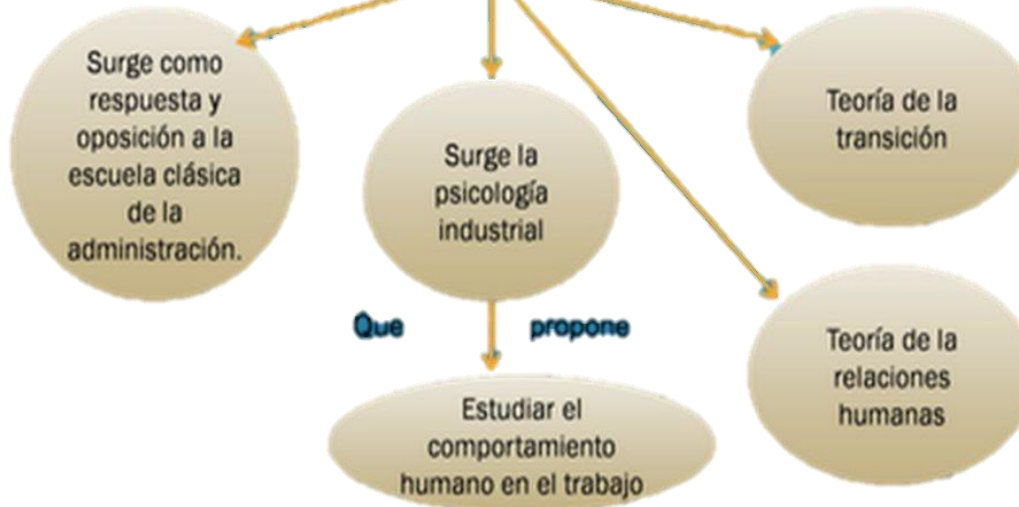 Surge como
respuesta y
oposición a la
escuela clásica
de la
administración.
Surge la
psicología
industrial
Teoría de la
transición
Que propone
Estudiar el
comportamiento
humano en el trabajo
Teoría de la
relaciones
humanas